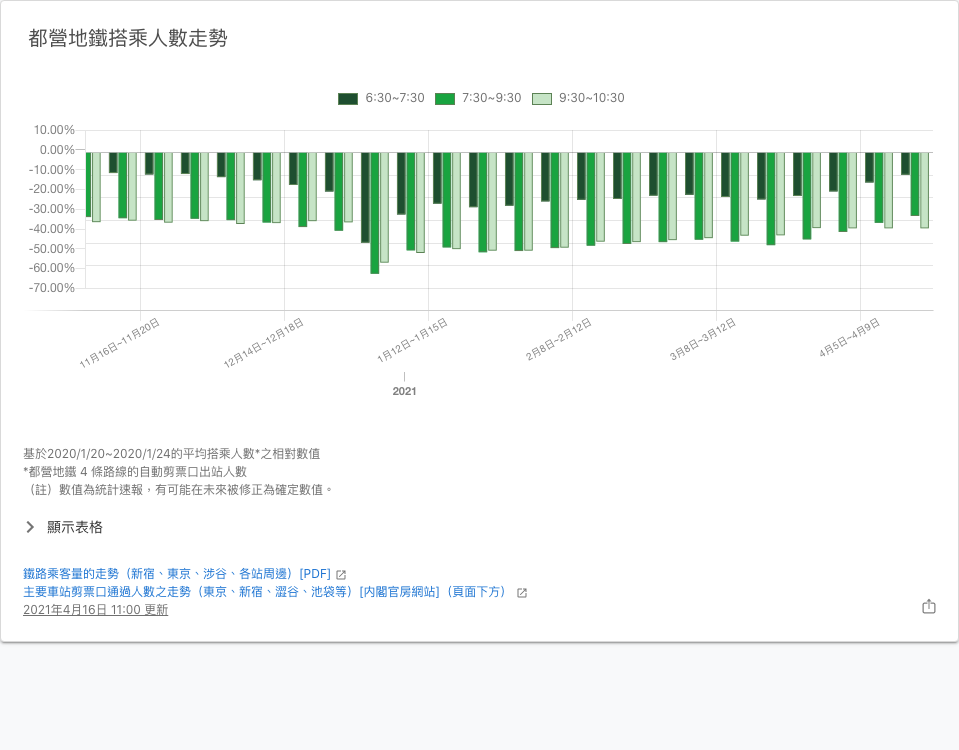 都營地鐵搭乘人數走勢
6:30~7:30 7:30~9:30 9:30~10:30
10.00%
0.00%
-10.00%
-20.00%
-30.00%
-40.00%
-50.00%
-60.00%
-70.00%
11月16日~11月20日
12月14日~12月18日
1月12日~1月15日
2月8日~2月12日
3月8日~3月12日
4月5日~4月9日
2021
基於2020/1/20~2020/1/24的平均搭乘人數*之相對數值
*都營地鐵 4 條路線的自動剪票口出站人數
（註）數值為統計速報，有可能在未來被修正為確定數值。
顯示表格
鐵路乘客量的走勢（新宿、東京、涉谷、各站周邊）[PDF]
主要車站剪票口通過人數之走勢（東京、新宿、澀谷、池袋等）[内閣官房網站]（頁面下方）
2021年4月16日 11:00 更新